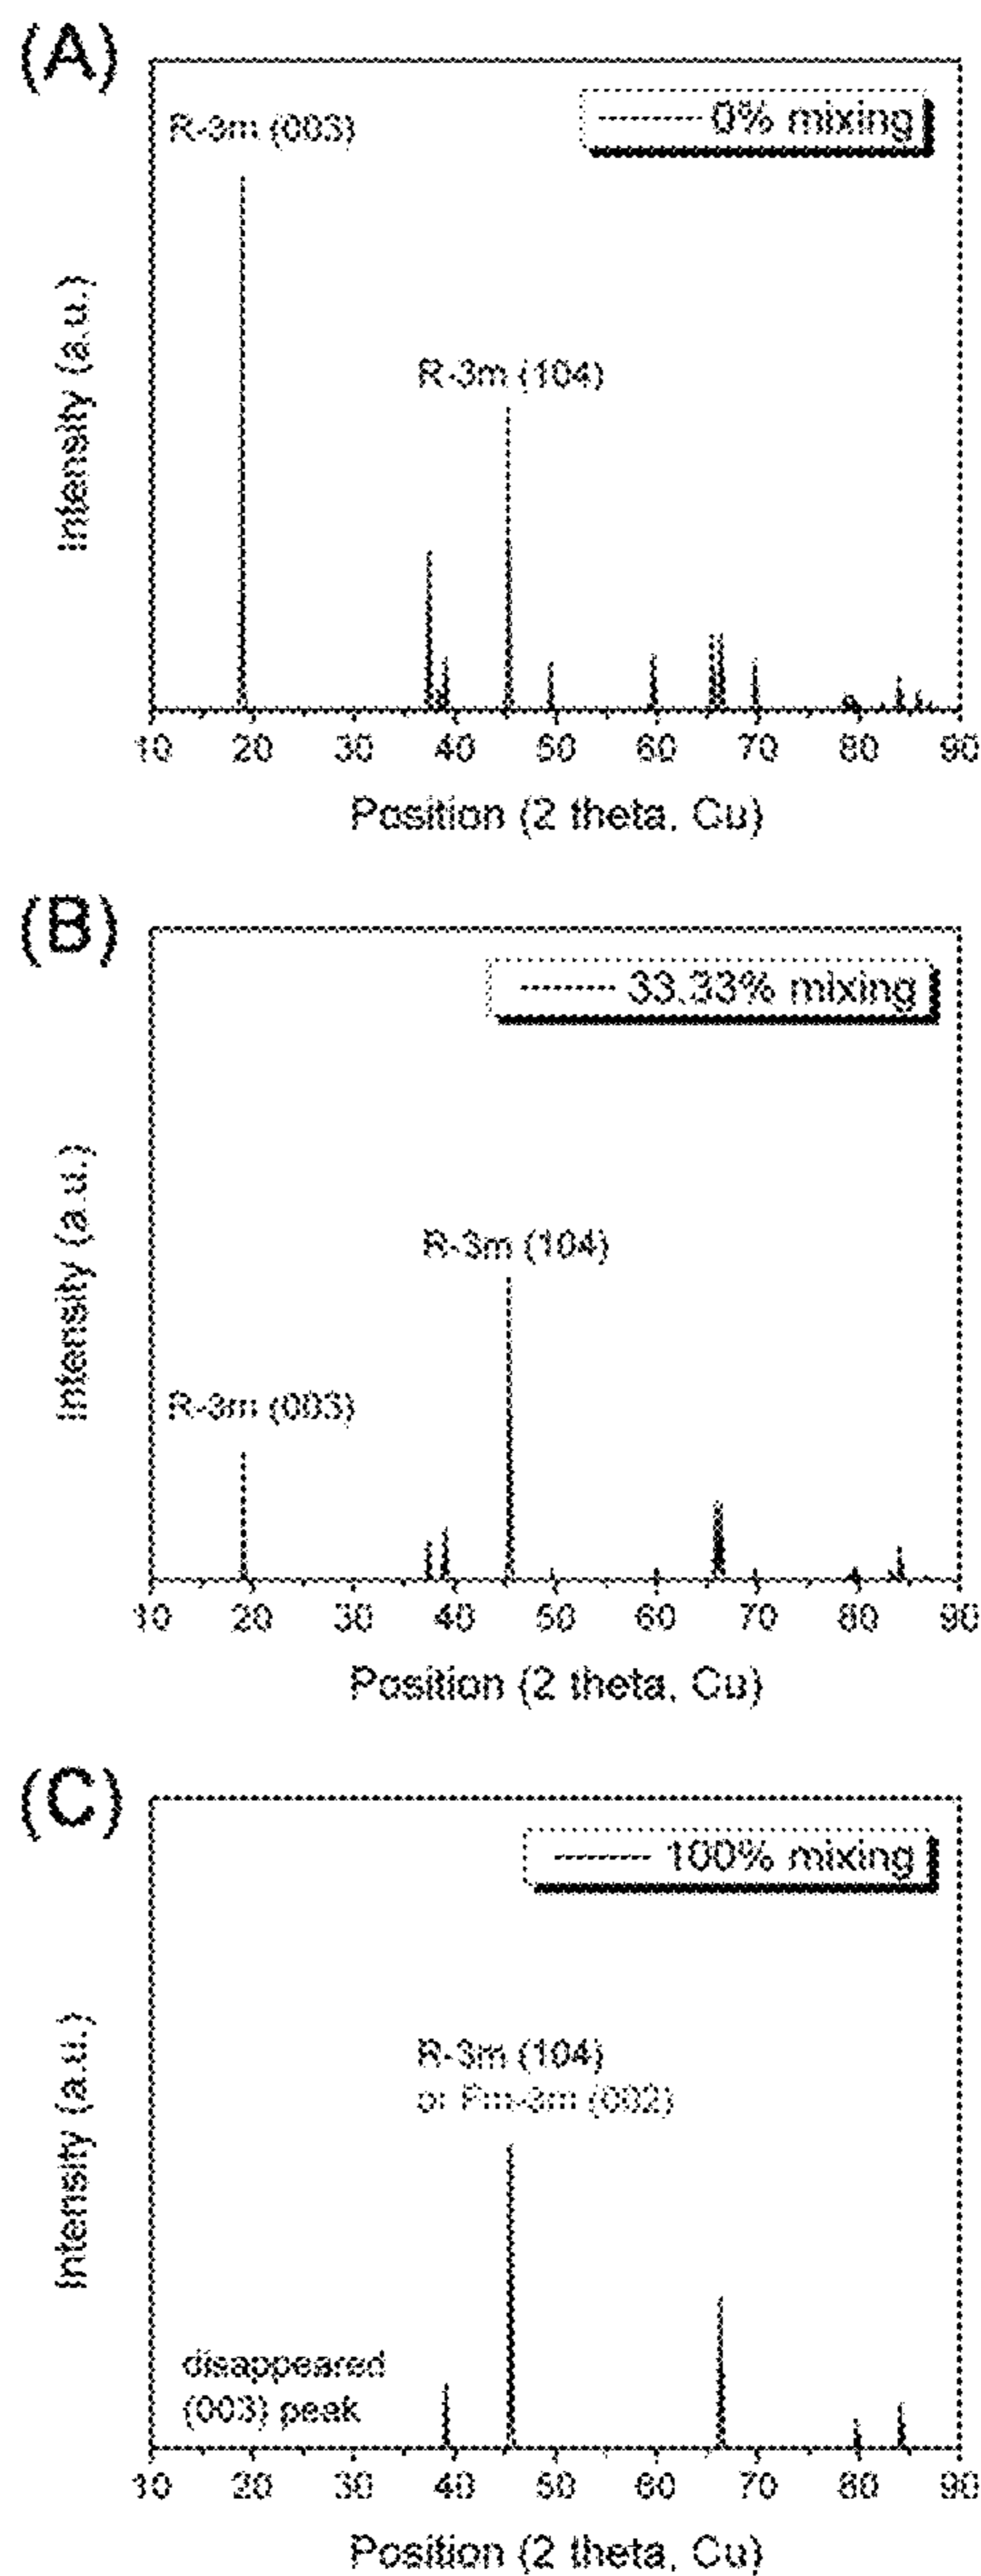 (A)
R-3m (003)
0% mixing
R-3m (104)
Intensity (a.u.)
10 20 30 40 50 60 70 80 90
Position (2 theta, Cu)
(B)
33.33% mixing
R-3m (104)
R-3m (003)
Intensity (a.u.)
10 20 30 40 50 60 70 80 90
Position (2 theta, Cu)
(C)
100% mixing
R-3m (104)
or Fm-3m (002)
Intensity (a.u.)
disappeared
(003) peak
10 20 30 40 50 60 70 80 90
Position (2 theta, Cu)